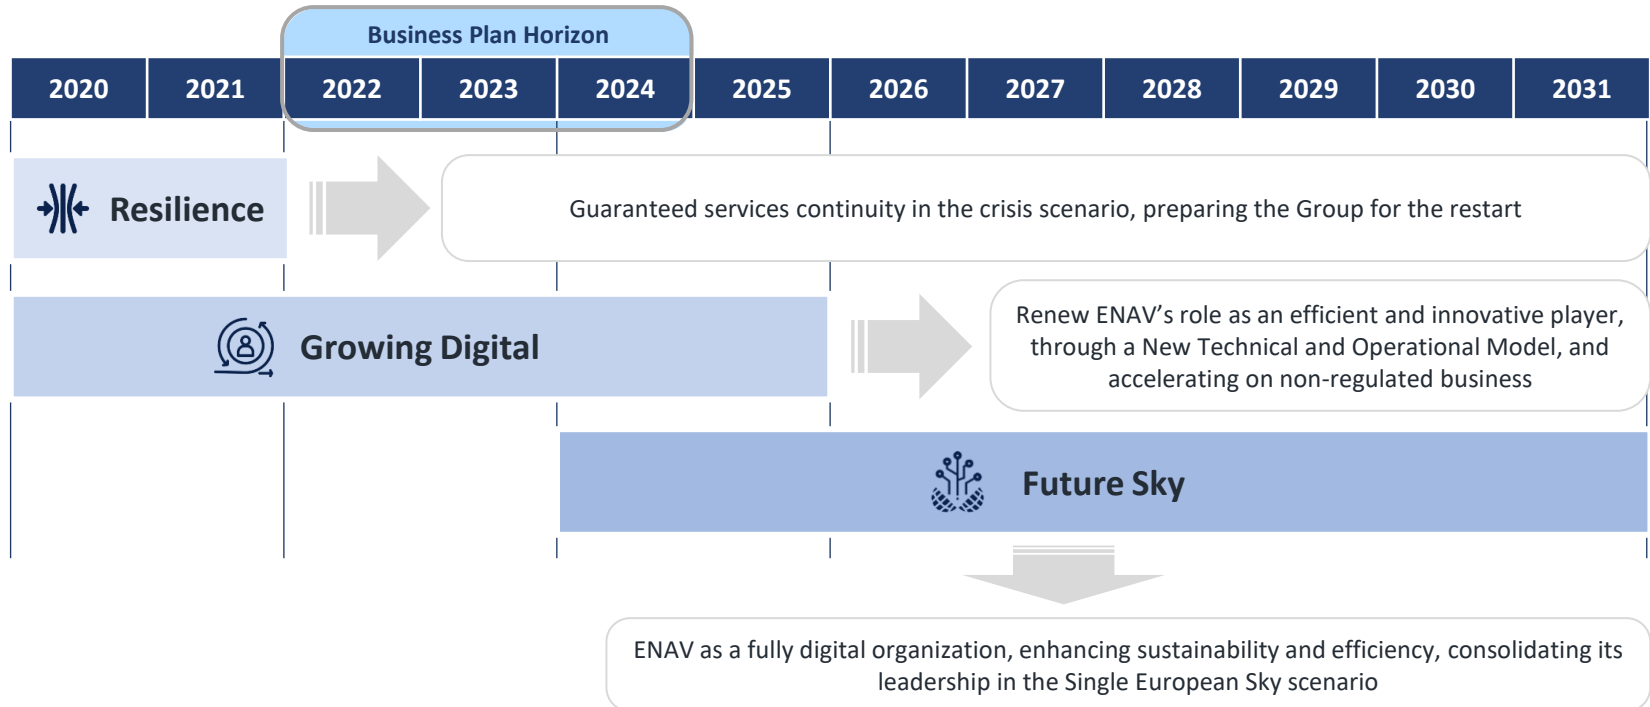 Business Plan Horizon
2020 2021 2022 2023 2024 2025 2026 2027 2028 2029 2030 2031
Resilience
Guaranteed services continuity in the crisis scenario, preparing the Group for the restart
Growing Digital
Renew ENAV’s role as an efficient and innovative player,
through a New Technical and Operational Model, and
accelerating on non-regulated business
Future Sky
ENAV as a fully digital organization, enhancing sustainability and efficiency, consolidating its
leadership in the Single European Sky scenario